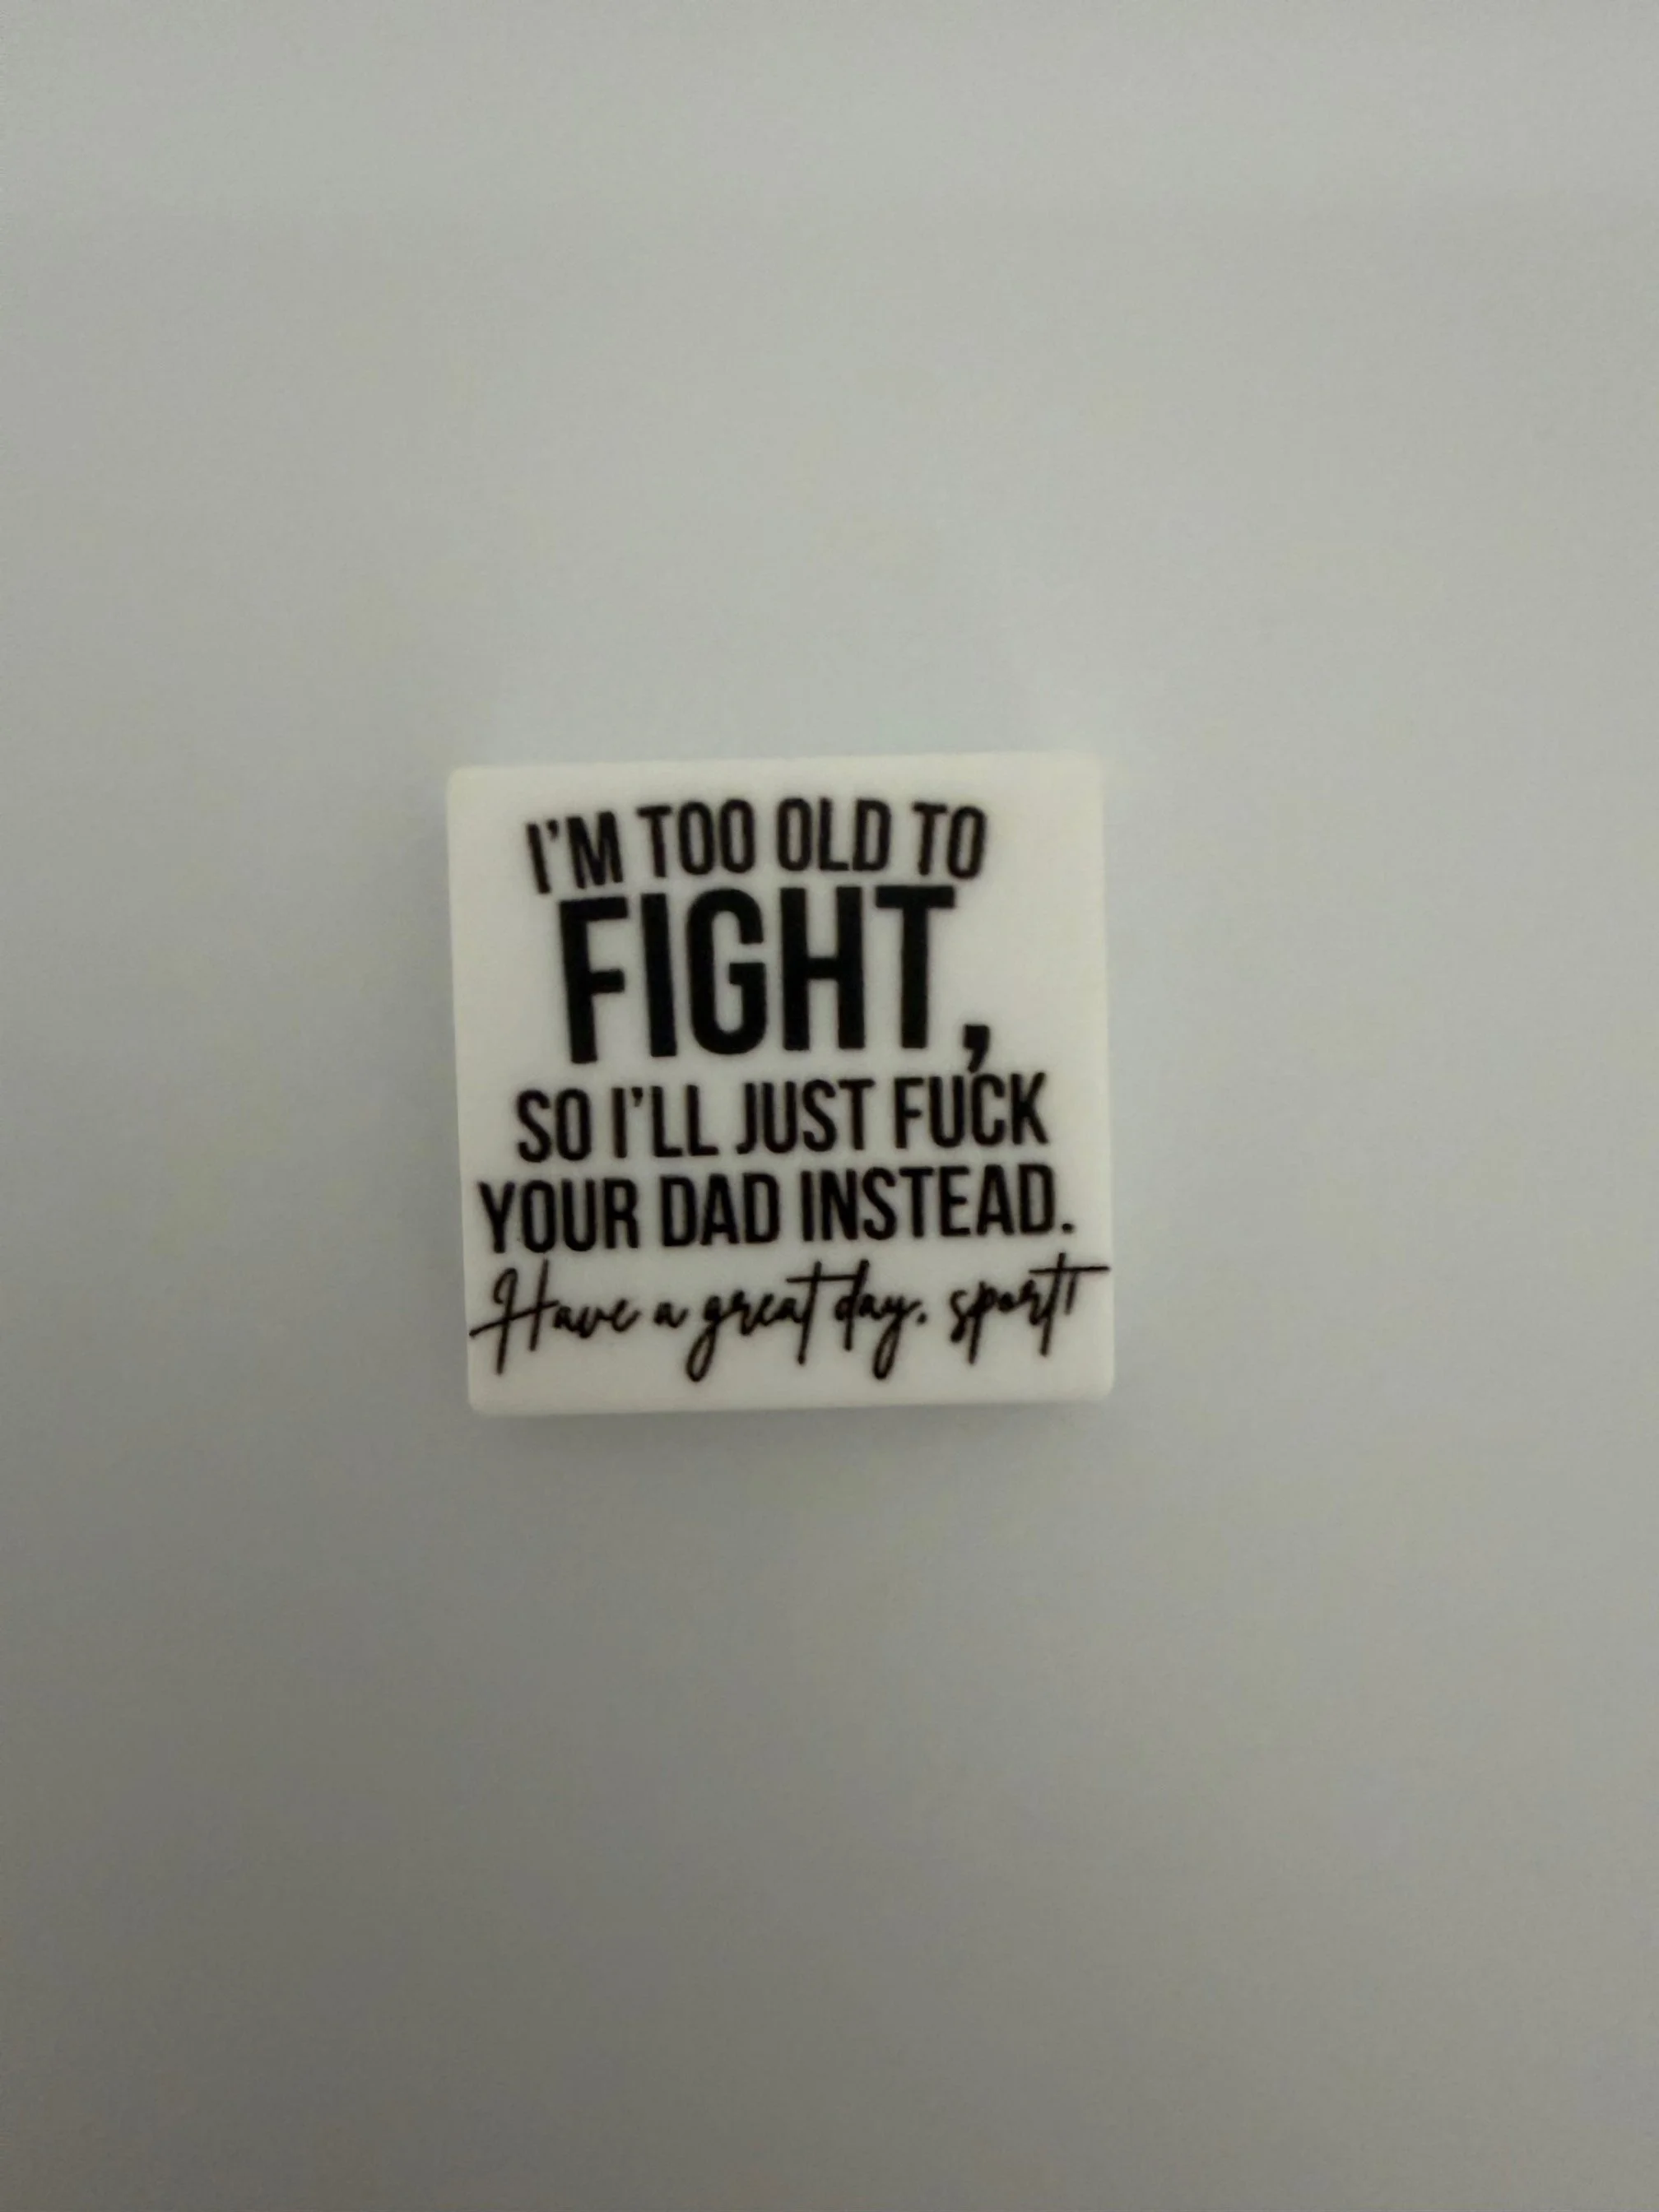 I'M TOO OLD TO
FIGHT,
SO I'LL JUST FUCK
YOUR DAD INSTEAD.
Have a great day, sport!